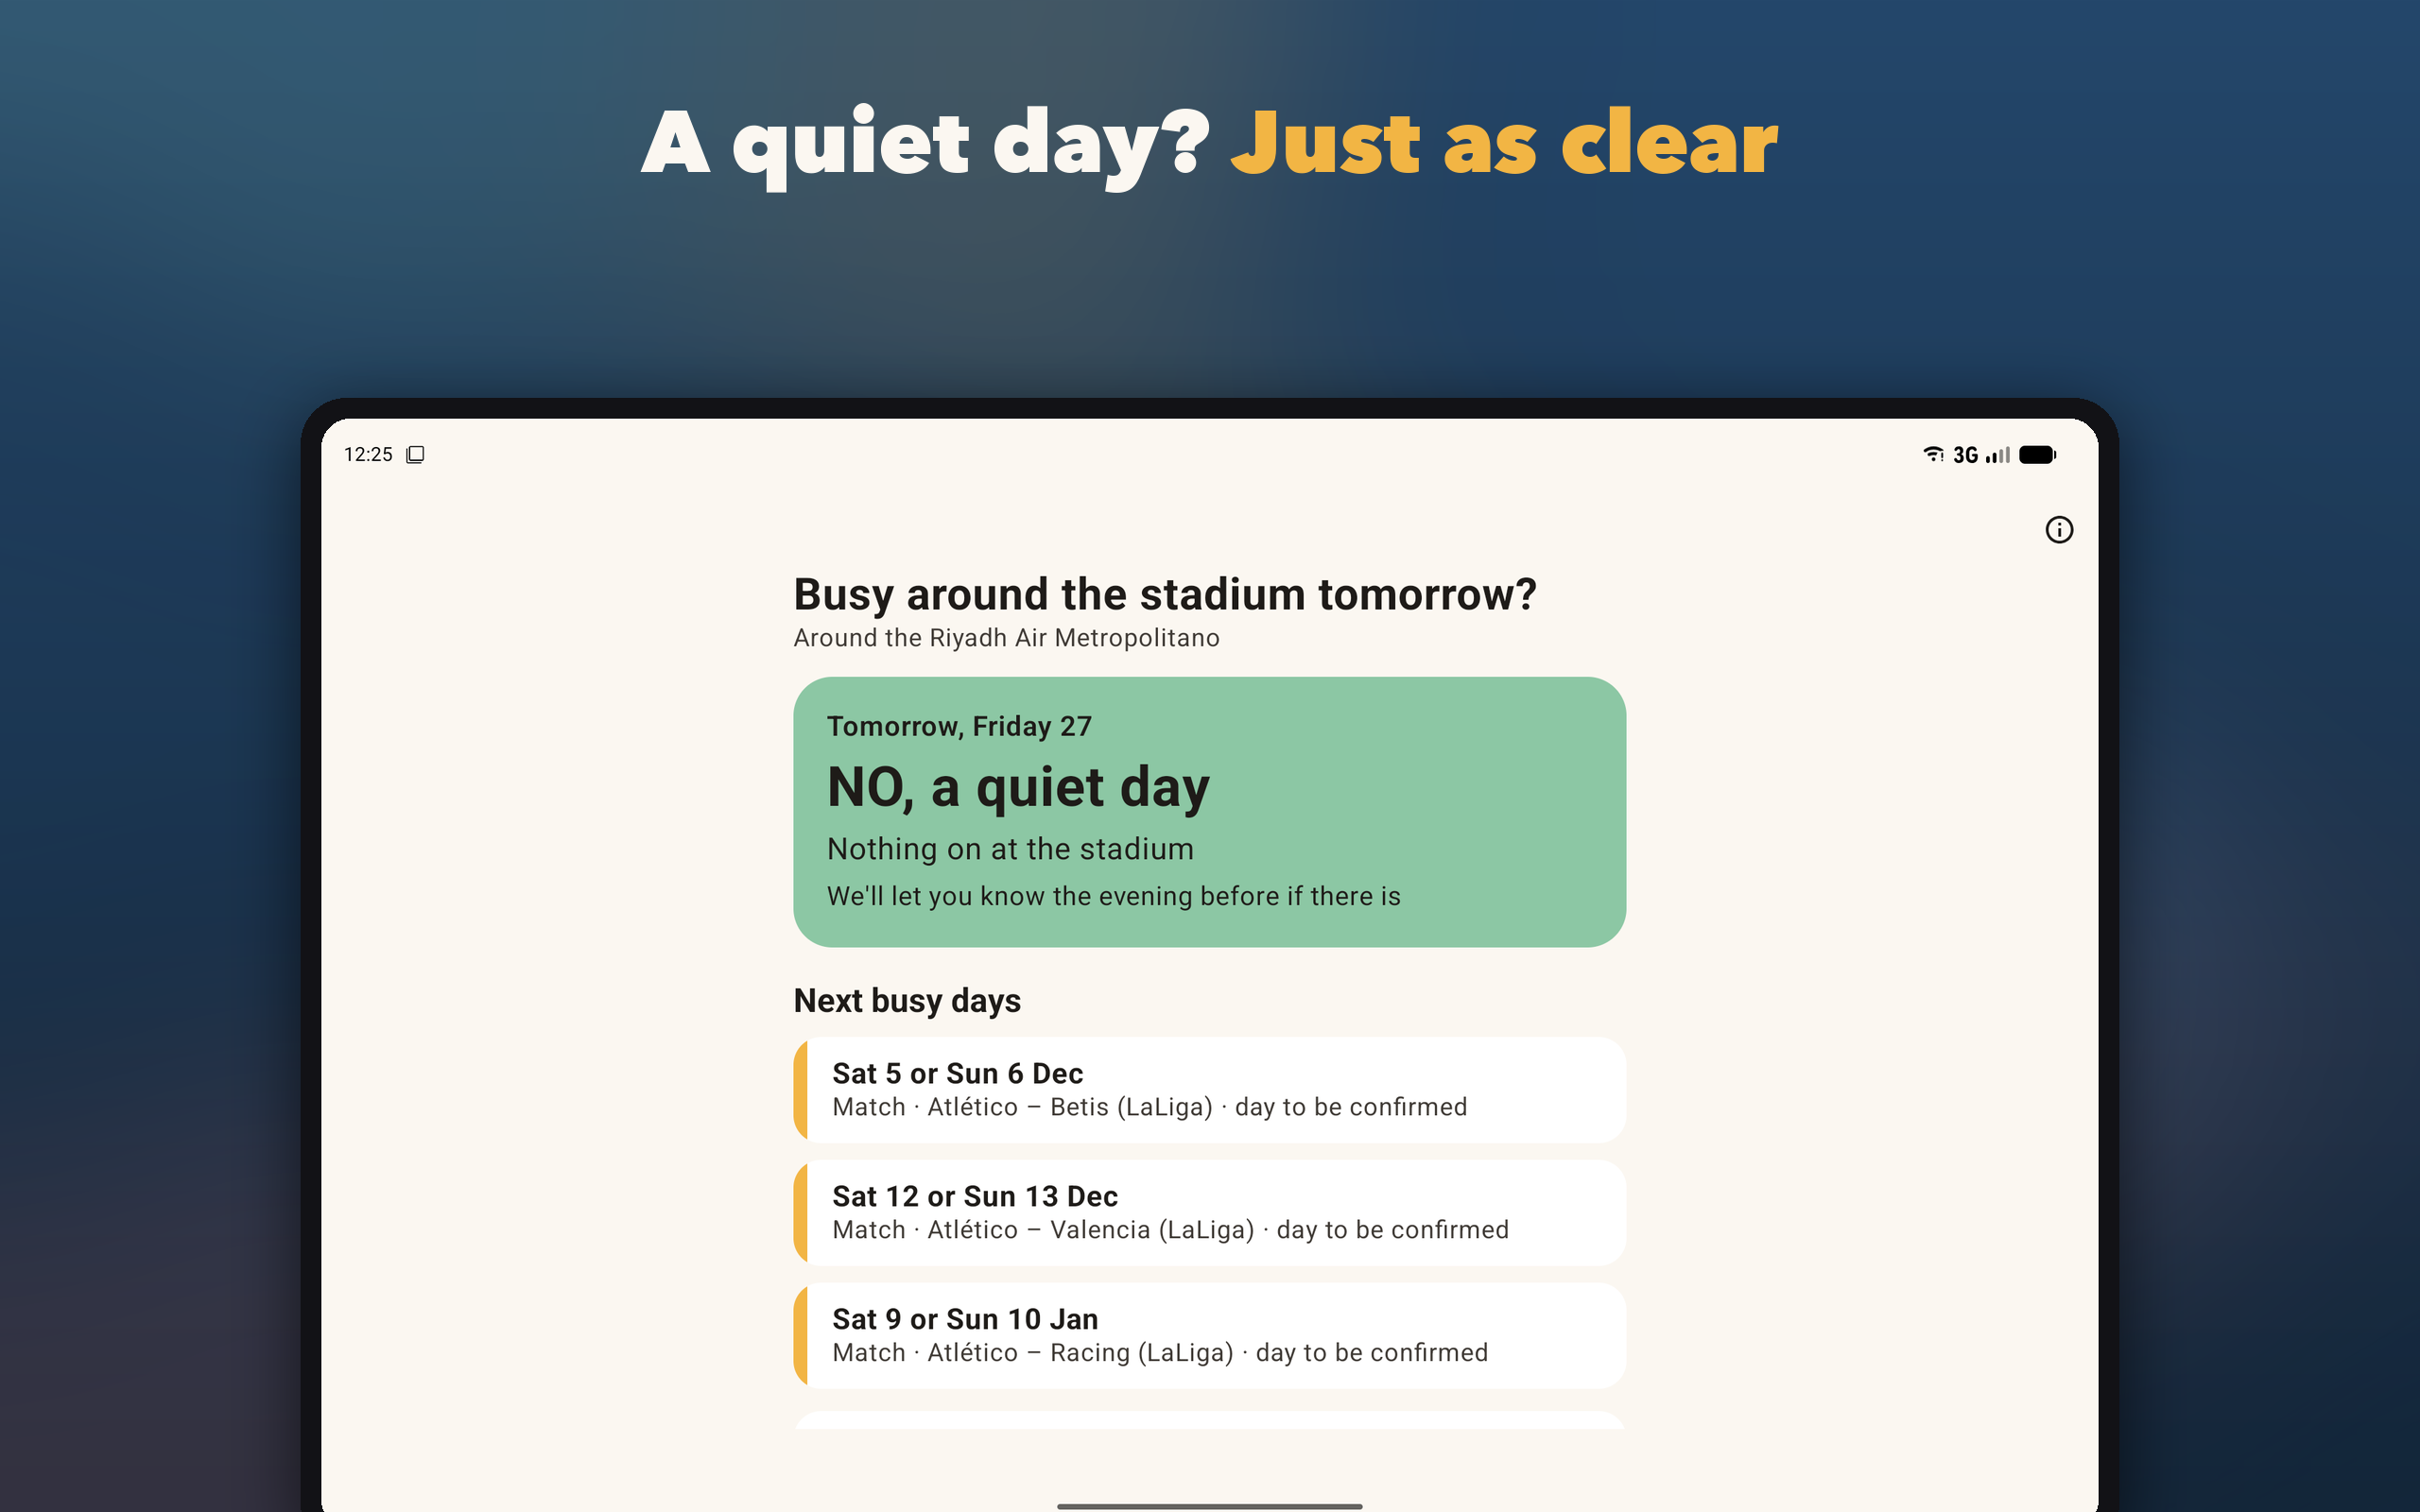 A quiet day? Just as clear
12:25
3G
Busy around the stadium tomorrow?
Around the Riyadh Air Metropolitano
Tomorrow, Friday 27
NO, a quiet day
Nothing on at the stadium
We'll let you know the evening before if there is
Next busy days
Sat 5 or Sun 6 Dec
Match · Atlético – Betis (LaLiga) · day to be confirmed
Sat 12 or Sun 13 Dec
Match · Atlético – Valencia (LaLiga) · day to be confirmed
Sat 9 or Sun 10 Jan
Match · Atlético – Racing (LaLiga) · day to be confirmed